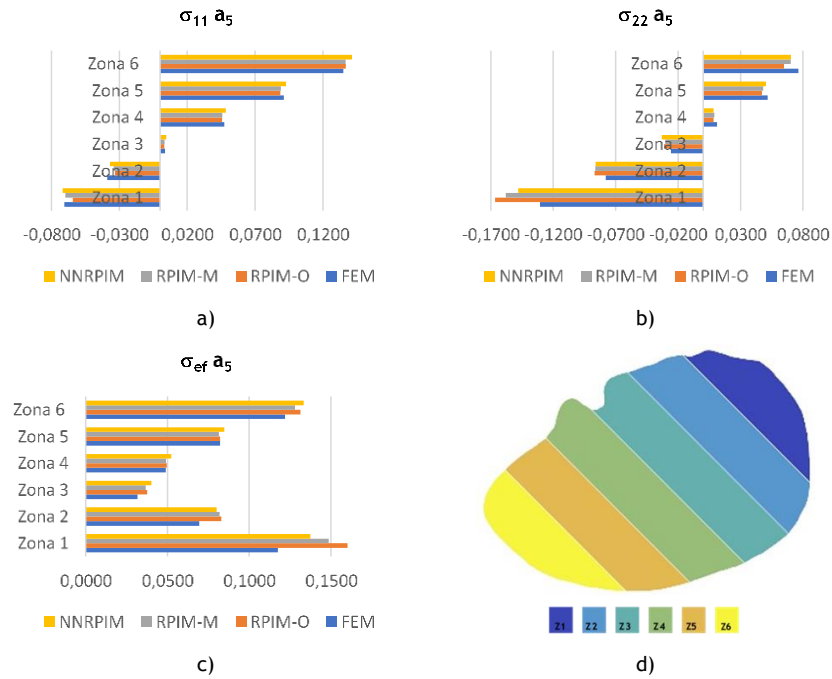 σ11 a5
Zona 6
Zona 5
Zona 4
Zona 3
Zona 2
Zona 1
-0,0800 -0,0300 0,0200 0,0700 0,1200
NNRPIM RPIM-M RPIM-O FEM
a)
σ22 a5
Zona 6
Zona 5
Zona 4
Zona 3
Zona 2
Zona 1
-0,1700 -0,1200 -0,0700 -0,0200 0,0300 0,0800
NNRPIM RPIM-M RPIM-O FEM
b)
σef a5
Zona 6
Zona 5
Zona 4
Zona 3
Zona 2
Zona 1
0,0000 0,0500 0,1000 0,1500
NNRPIM RPIM-M RPIM-O FEM
c)
Z1 Z2 Z3 Z4 Z5 Z6
d)